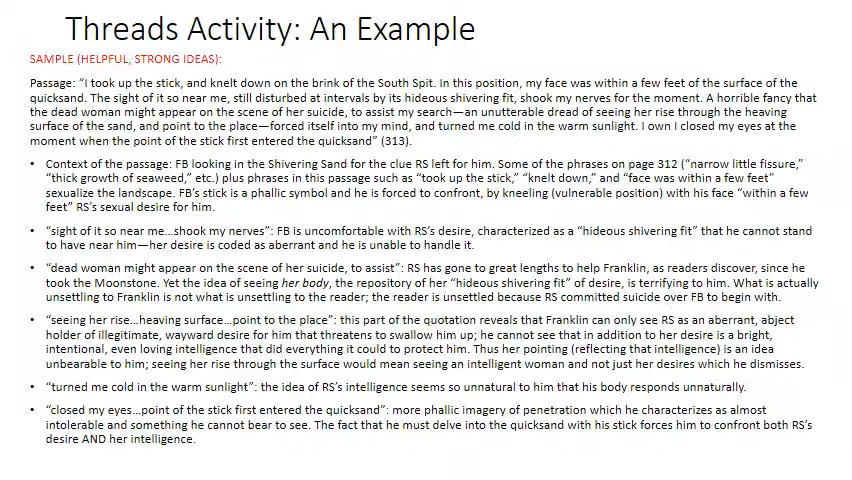 Threads Activity: An Example
SAMPLE (HELPFUL, STRONG IDEAS):
Passage: “I took up the stick, and knelt down on the brink of the South Spit. In this position, my face was within a few feet of the surface of the
quicksand. The sight of it so near me, still disturbed at intervals by its hideous shivering fit, shook my nerves for the moment. A horrible fancy that
the dead woman might appear on the scene of her suicide, to assist my search—an unutterable dread of seeing her rise through the heaving
surface of the sand, and point to the place—forced itself into my mind, and turned me cold in the warm sunlight. I own I closed my eyes at the
moment when the point of the stick first entered the quicksand” (313).
• Context of the passage: FB looking in the Shivering Sand for the clue RS left for him. Some of the phrases on page 312 (“narrow little fissure,”
“thick growth of seaweed,” etc.) plus phrases in this passage such as “took up the stick,” “knelt down,” and “face was within a few feet”
sexualize the landscape. FB’s stick is a phallic symbol and he is forced to confront, by kneeling (vulnerable position) with his face “within a few
feet” RS’s sexual desire for him.
• “sight of it so near me…shook my nerves”: FB is uncomfortable with RS’s desire, characterized as a “hideous shivering fit” that he cannot stand
to have near him—her desire is coded as aberrant and he is unable to handle it.
• “dead woman might appear on the scene of her suicide, to assist”: RS has gone to great lengths to help Franklin, as readers discover, since he
took the Moonstone. Yet the idea of seeing her body, the repository of her “hideous shivering fit” of desire, is terrifying to him. What is actually
unsettling to Franklin is not what is unsettling to the reader; the reader is unsettled because RS committed suicide over FB to begin with.
• “seeing her rise…heaving surface…point to the place”: this part of the quotation reveals that Franklin can only see RS as an aberrant, abject
holder of illegitimate, wayward desire for him that threatens to swallow him up; he cannot see that in addition to her desire is a bright,
intentional, even loving intelligence that did everything it could to protect him. Thus her pointing (reflecting that intelligence) is an idea
unbearable to him; seeing her rise through the surface would mean seeing an intelligent woman and not just her desires which he dismisses.
• “turned me cold in the warm sunlight”: the idea of RS’s intelligence seems so unnatural to him that his body responds unnaturally.
• “closed my eyes…point of the stick first entered the quicksand”: more phallic imagery of penetration which he characterizes as almost
intolerable and something he cannot bear to see. The fact that he must delve into the quicksand with his stick forces him to confront both RS’s
desire AND her intelligence.